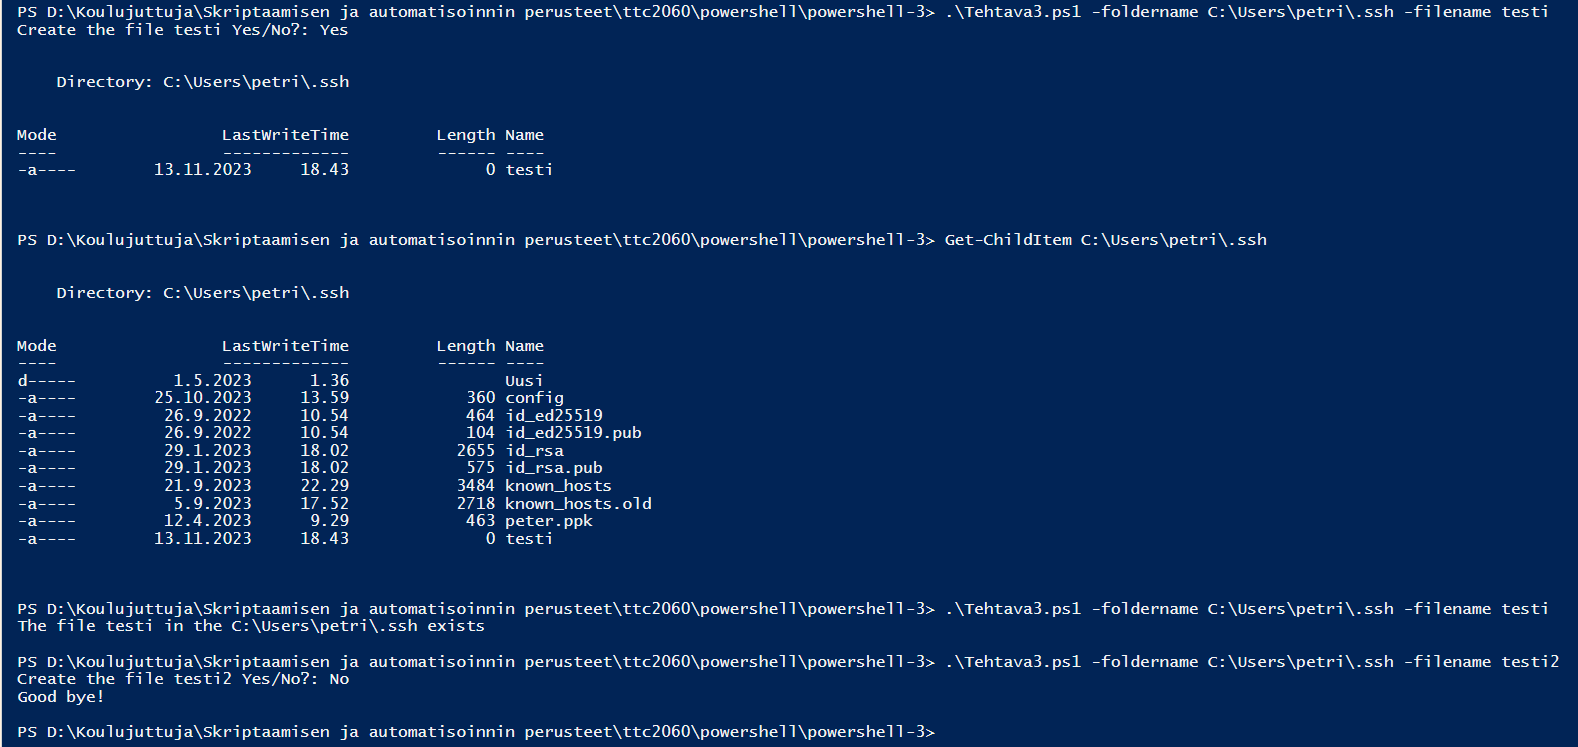 PS D:\Koulujuttuja\Skriptaamisen ja automatisoinnin perusteet\ttc2060\powershell\powershell-3> .\Tehtava3.ps1 -foldername C:\Users\petri\.ssh -filename testi
Create the file testi Yes/No?: Yes
Directory: C:\Users\petri\.ssh
Mode                 LastWriteTime         Length Name
----                 -------------         ------ ----
-a----        13.11.2023     18.43              0 testi
PS D:\Koulujuttuja\Skriptaamisen ja automatisoinnin perusteet\ttc2060\powershell\powershell-3> Get-ChildItem C:\Users\petri\.ssh
Directory: C:\Users\petri\.ssh
Mode                 LastWriteTime         Length Name
----                 -------------         ------ ----
d-----          1.5.2023      1.36                Uusi
-a----        25.10.2023     13.59            360 config
-a----         26.9.2022     10.54            464 id_ed25519
-a----         26.9.2022     10.54            104 id_ed25519.pub
-a----         29.1.2023     18.02           2655 id_rsa
-a----         29.1.2023     18.02            575 id_rsa.pub
-a----         21.9.2023     22.29           3484 known_hosts
-a----          5.9.2023     17.52           2718 known_hosts.old
-a----         12.4.2023      9.29            463 peter.ppk
-a----        13.11.2023     18.43              0 testi
PS D:\Koulujuttuja\Skriptaamisen ja automatisoinnin perusteet\ttc2060\powershell\powershell-3> .\Tehtava3.ps1 -foldername C:\Users\petri\.ssh -filename testi
The file testi in the C:\Users\petri\.ssh exists
PS D:\Koulujuttuja\Skriptaamisen ja automatisoinnin perusteet\ttc2060\powershell\powershell-3> .\Tehtava3.ps1 -foldername C:\Users\petri\.ssh -filename testi2
Create the file testi2 Yes/No?: No
Good bye!
PS D:\Koulujuttuja\Skriptaamisen ja automatisoinnin perusteet\ttc2060\powershell\powershell-3>